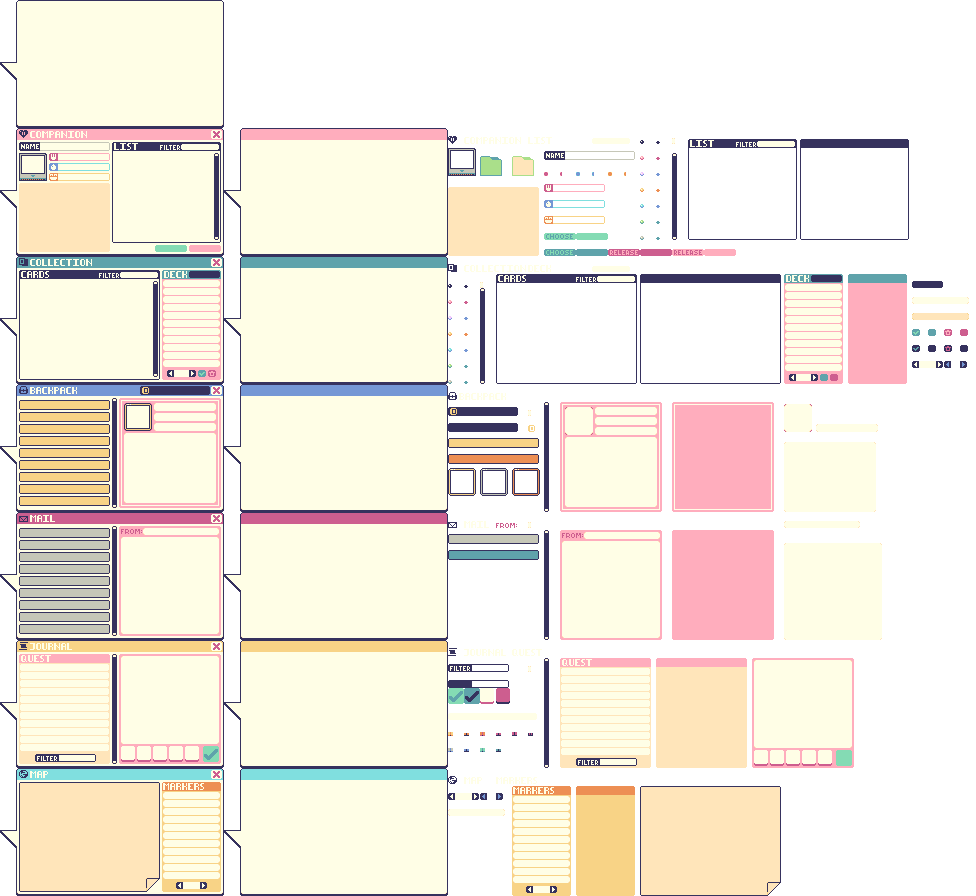 COMPANION
NAME
LIST FILTER
NAME
LIST FILTER
CHOOSE
CHOOSE RELEASE RELEASE
COLLECTION
CARDS FILTER
DECK
CARDS FILTER
DECK
BACKPACK
MAIL
FROM:
FROM:
FROM:
JOURNAL
QUEST
FILTER
FILTER
QUEST
FILTER
MAP
MARKERS
MARKERS